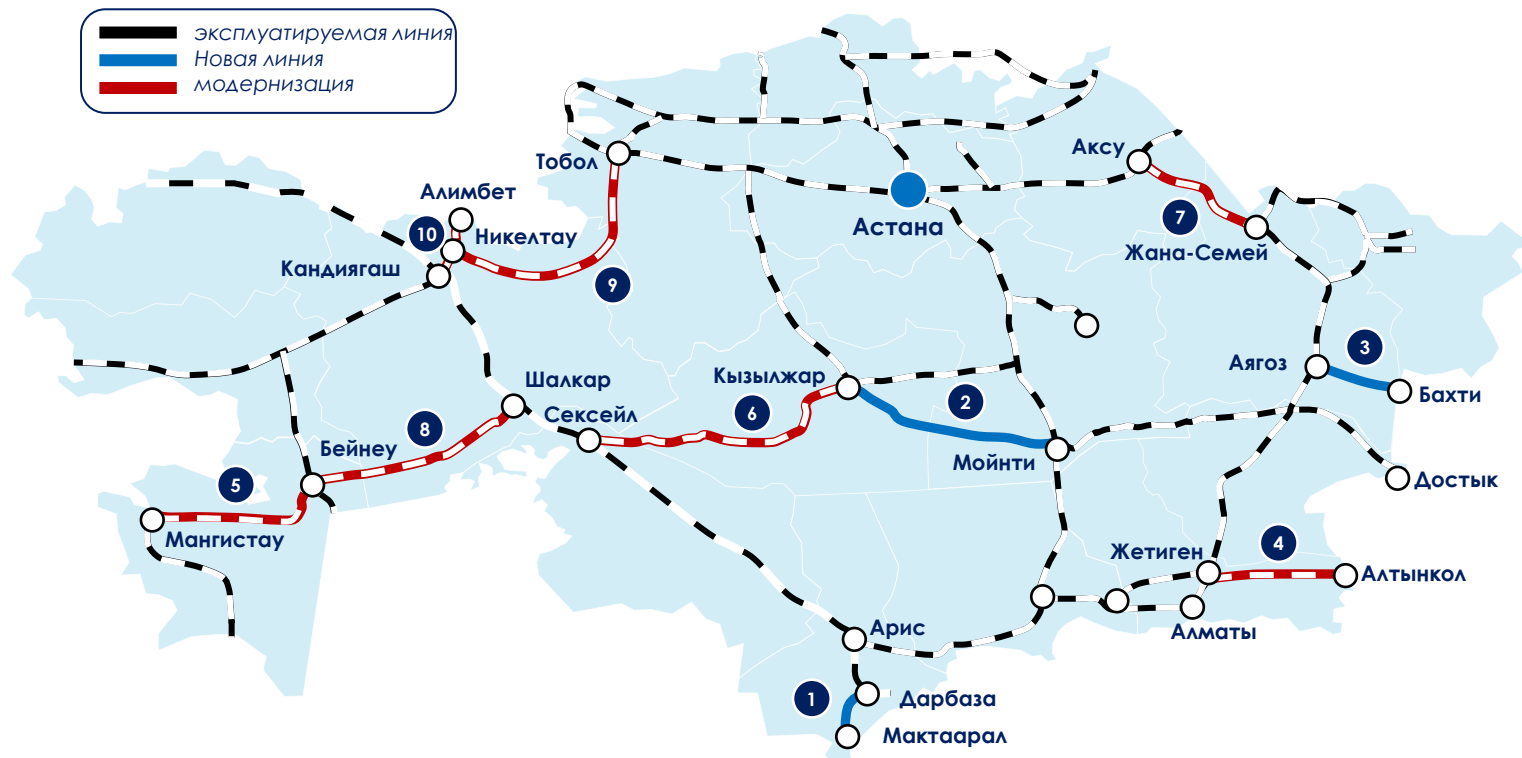 эксплуатируемая линия
Новая линия
модернизация
Тобол
Аксу
Алимбет
Астана
7
10
Никелтау
Жана-Семей
Кандиягаш
9
3
Аягоз
Шалкар
Кызылжар
Бахти
6
2
Сексейл
8
Бейнеу
Мойнти
5
Достык
Мангистау
4
Жетиген
Алтынкол
Арис
Алматы
1
Дарбаза
Мактаарал